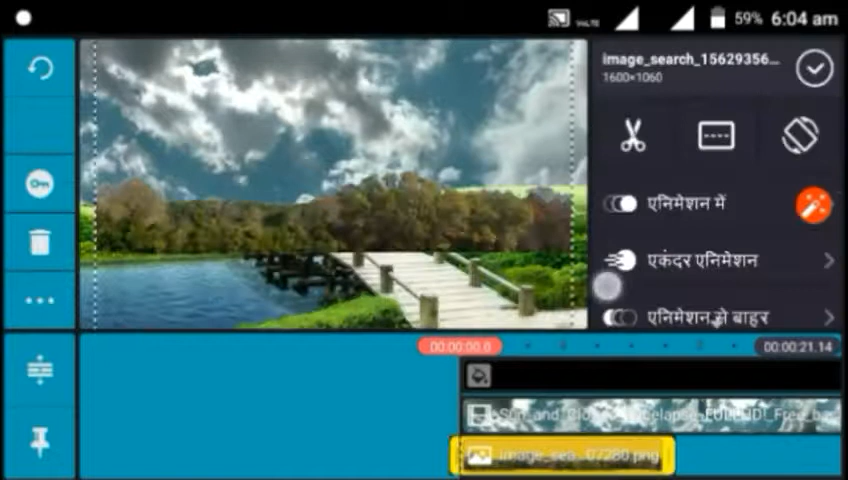 VoLTE 59% 6:04 am
image_search_15629356...
1600×1060
एनिमेशन में
एकंदर एनिमेशन
एनिमेशन से बाहर
00:00:00.0
00:00:21.14
image_sea...07280.png